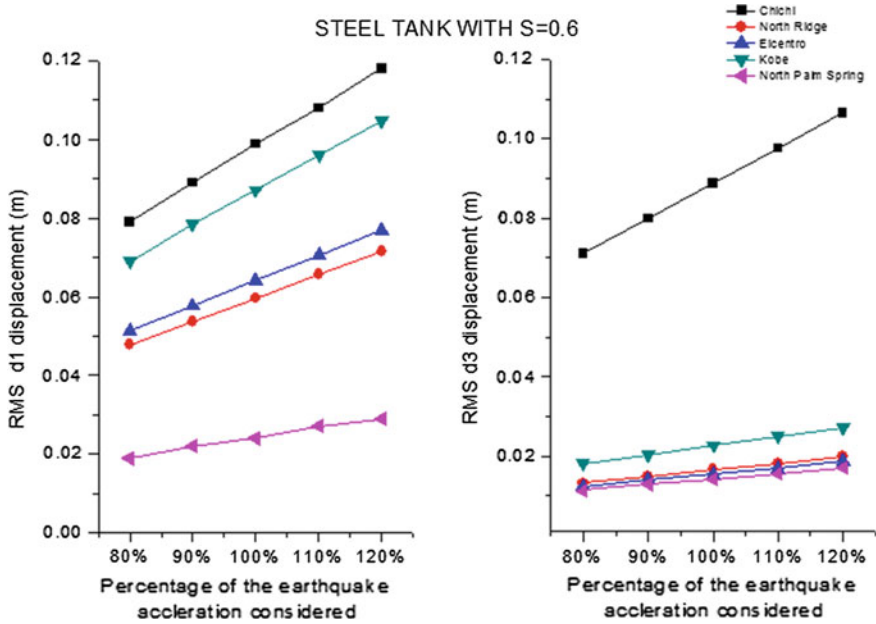 STEEL TANK WITH S=0.6
Chichi
North Ridge
Elcentro
Kobe
North Palm Spring
RMS d1 displacement (m)
0.12
0.10
0.08
0.06
0.04
0.02
0.00
80% 90% 100% 110% 120%
Percentage of the earthquake
accleration considered
RMS d3 displacement (m)
0.12
0.10
0.08
0.06
0.04
0.02
80% 90% 100% 110% 120%
Percentage of the earthquake
accleration considered